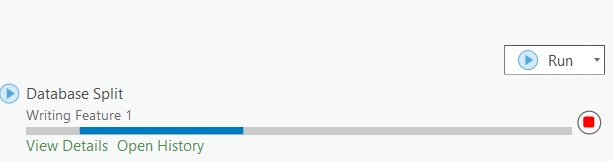 Run
Database Split
Writing Feature 1
View Details Open History